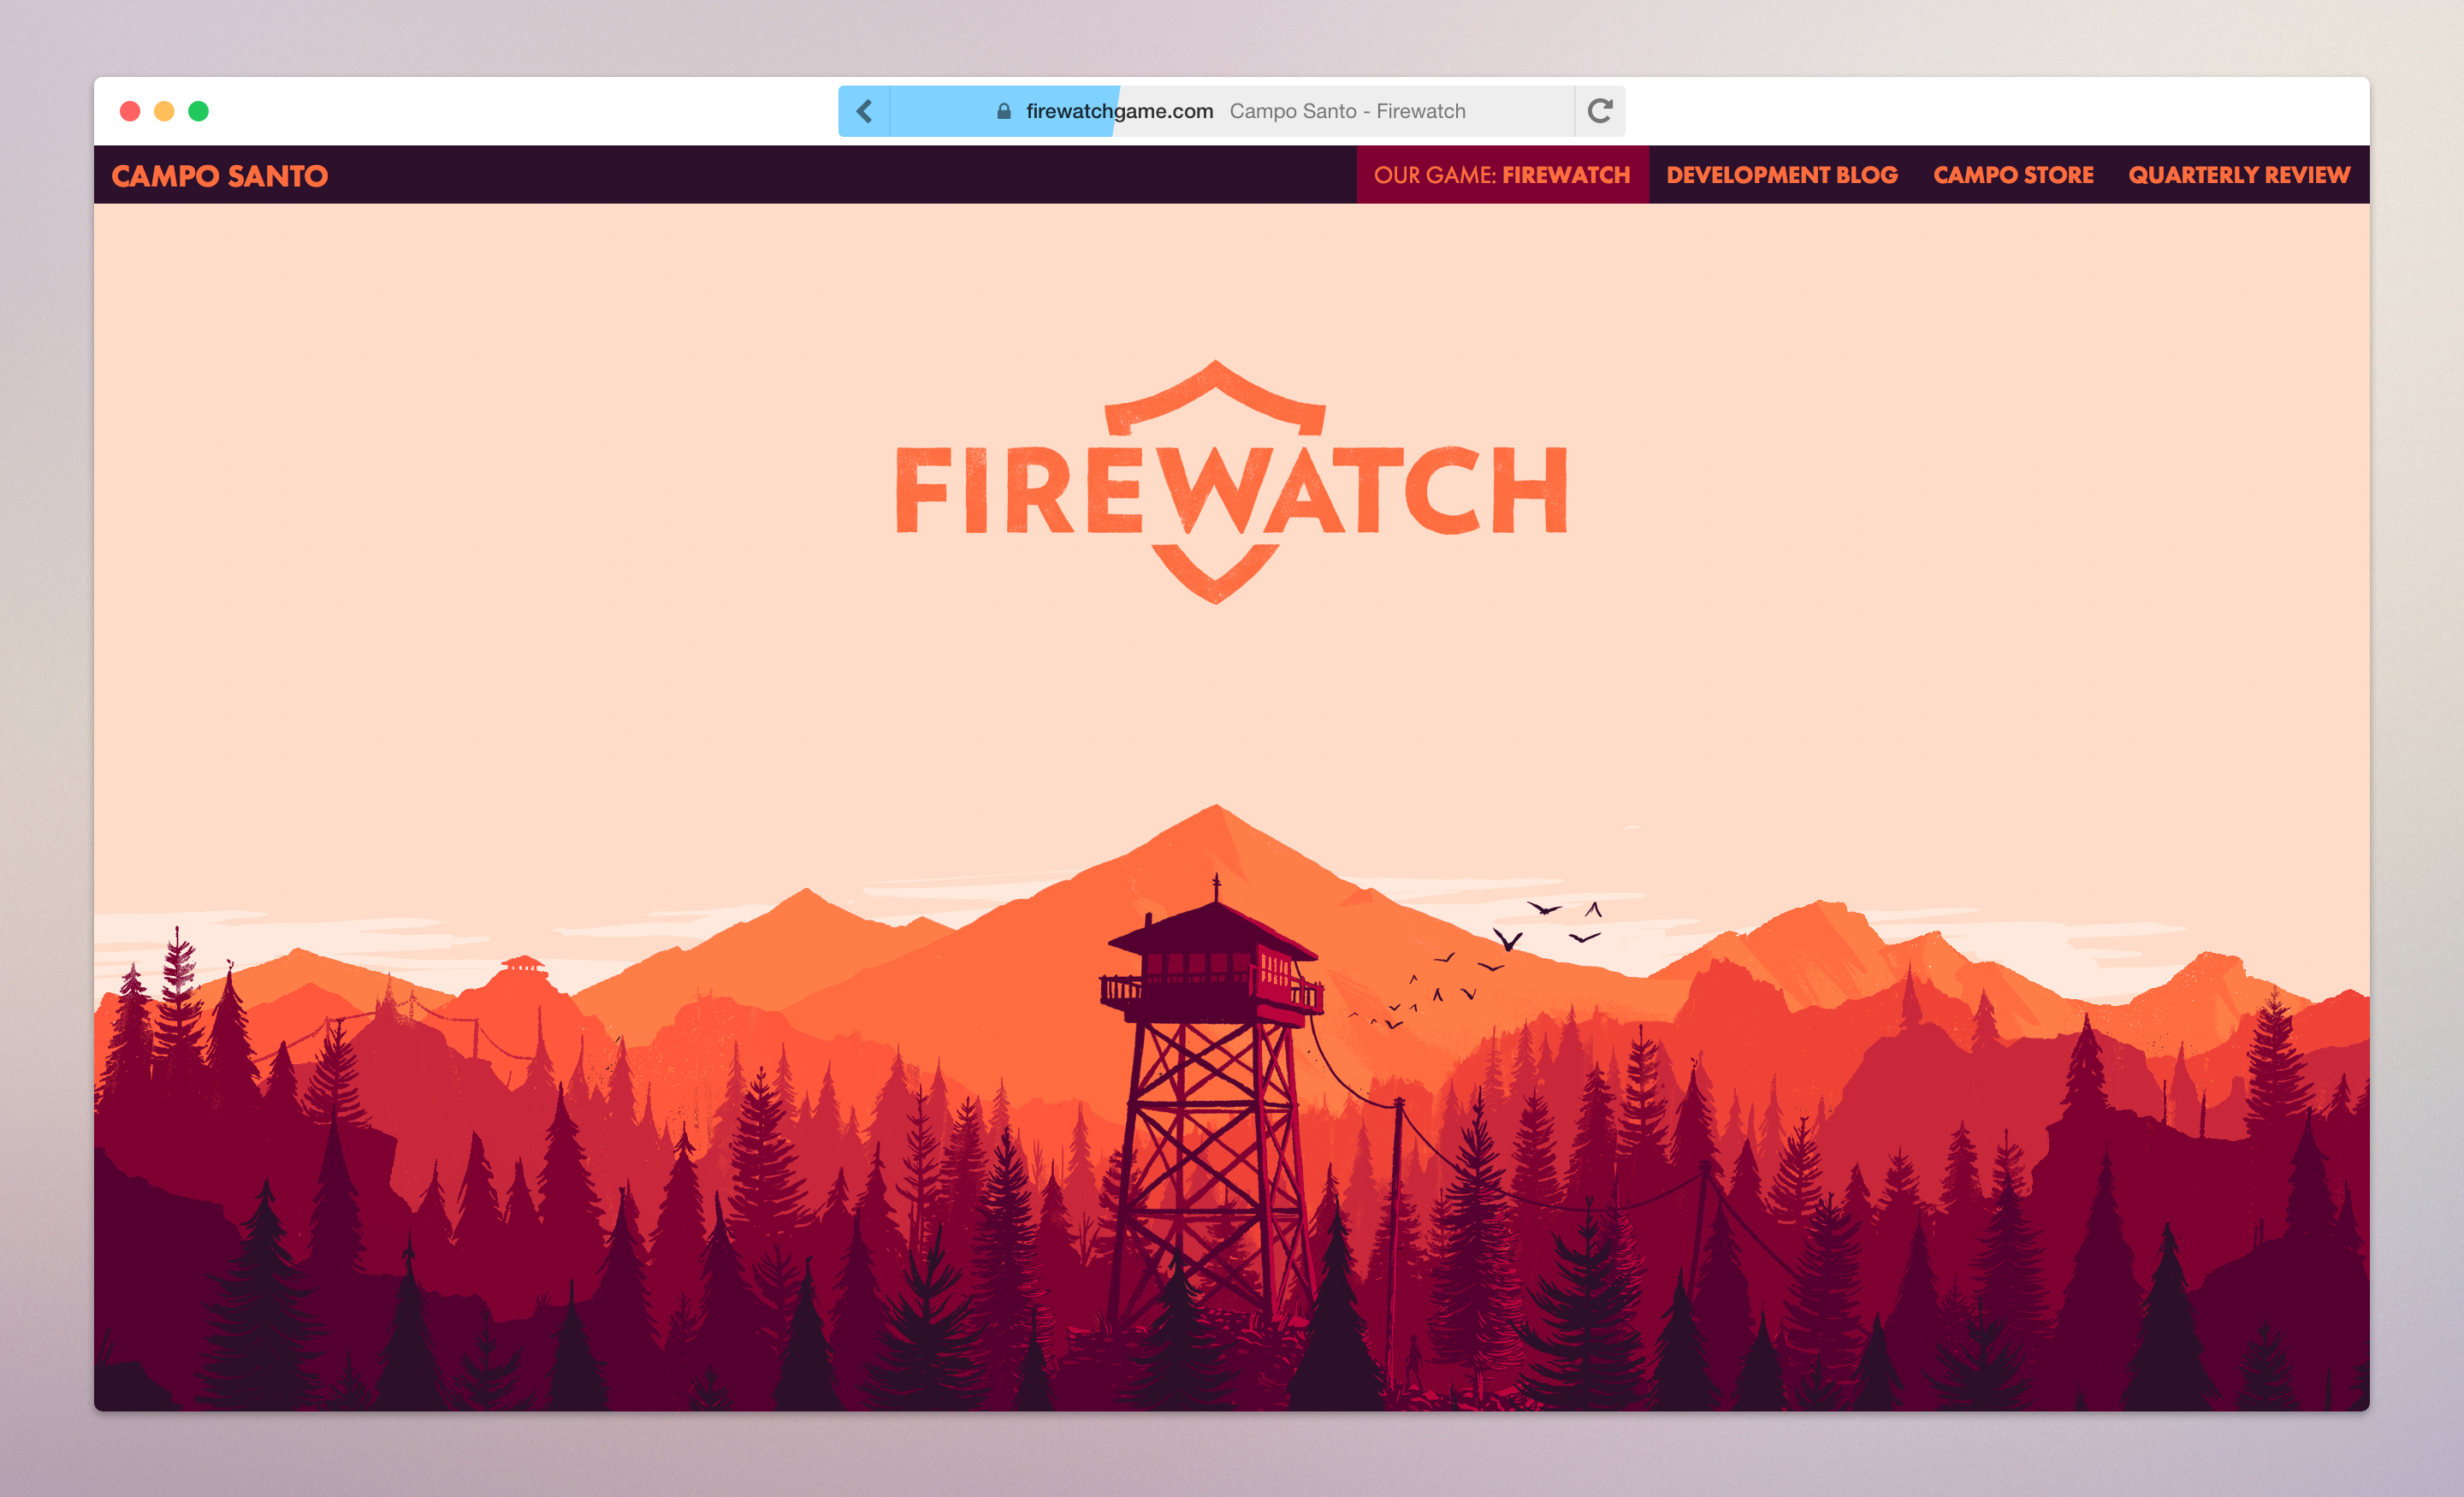 firewatchgame.com Campo Santo - Firewatch
CAMPO SANTO
OUR GAME: FIREWATCH DEVELOPMENT BLOG CAMPO STORE QUARTERLY REVIEW
FIREWATCH